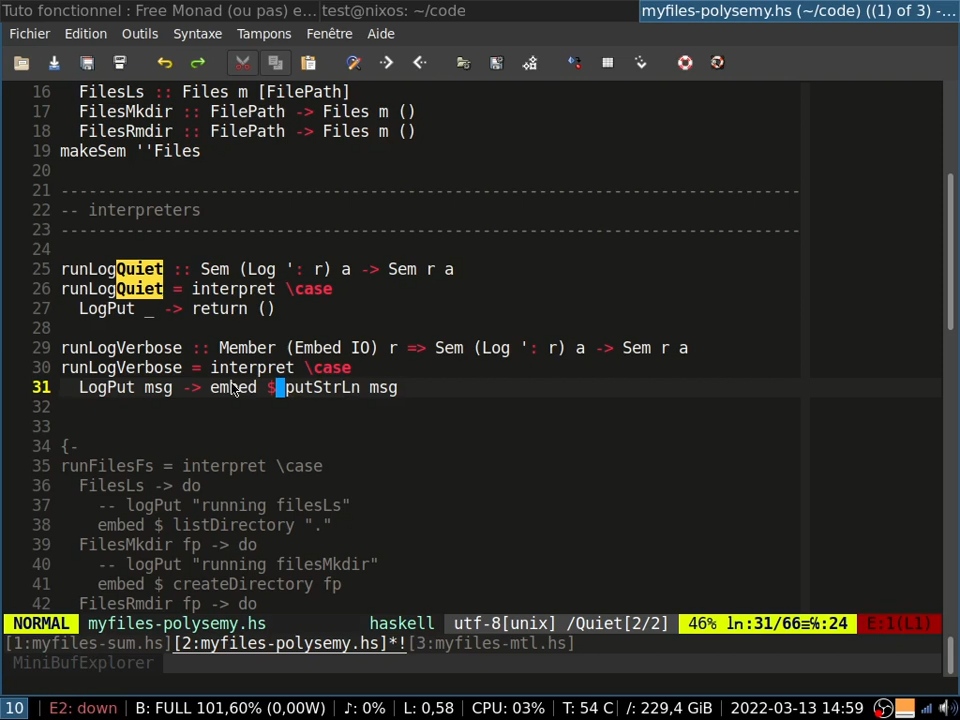 Tuto fonctionnel : Free Monad (ou pas) e...
test@nixos: ~/code
myfiles-polysemy.hs (~/code) ((1) of 3) -...
Fichier Edition Outils Syntaxe Tampons Fenêtre Aide
16 FilesLs :: Files m [FilePath]
17 FilesMkdir :: FilePath -> Files m ()
18 FilesRmdir :: FilePath -> Files m ()
19 makeSem ''Files
20
21 -------------------------------------------------------------------------------
22 -- interpreters
23 -------------------------------------------------------------------------------
24
25 runLogQuiet :: Sem (Log ': r) a -> Sem r a
26 runLogQuiet = interpret \case
27 LogPut _ -> return ()
28
29 runLogVerbose :: Member (Embed IO) r => Sem (Log ': r) a -> Sem r a
30 runLogVerbose = interpret \case
31 LogPut msg -> embed $ putStrLn msg
32
33
34 {-
35 runFilesFs = interpret \case
36 FilesLs -> do
37 -- logPut "running filesLs"
38 embed $ listDirectory "."
39 FilesMkdir fp -> do
40 -- logPut "running filesMkdir"
41 embed $ createDirectory fp
42 FilesRmdir fp -> do
NORMAL myfiles-polysemy.hs haskell utf-8[unix] /Quiet[2/2] 46% ln:31/66≡℅:24 E:1(L1)
[1:myfiles-sum.hs][2:myfiles-polysemy.hs]*![3:myfiles-mtl.hs]
MiniBufExplorer
10 E2: down B: FULL 101,60% (0,00W) ♪: 0% L: 0,58 CPU: 03% T: 54 C /: 229,4 GiB 2022-03-13 14:59